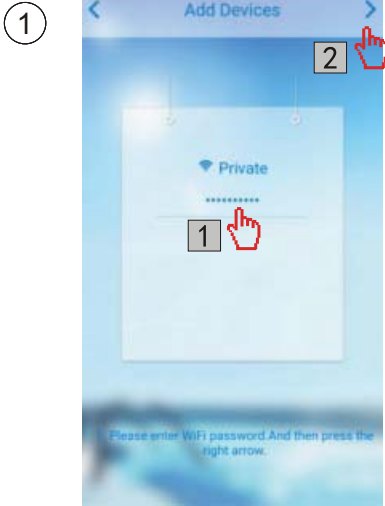 1
Add Devices
2
Private
••••••••••
1
Please enter WiFi password.And then press the
right arrow.